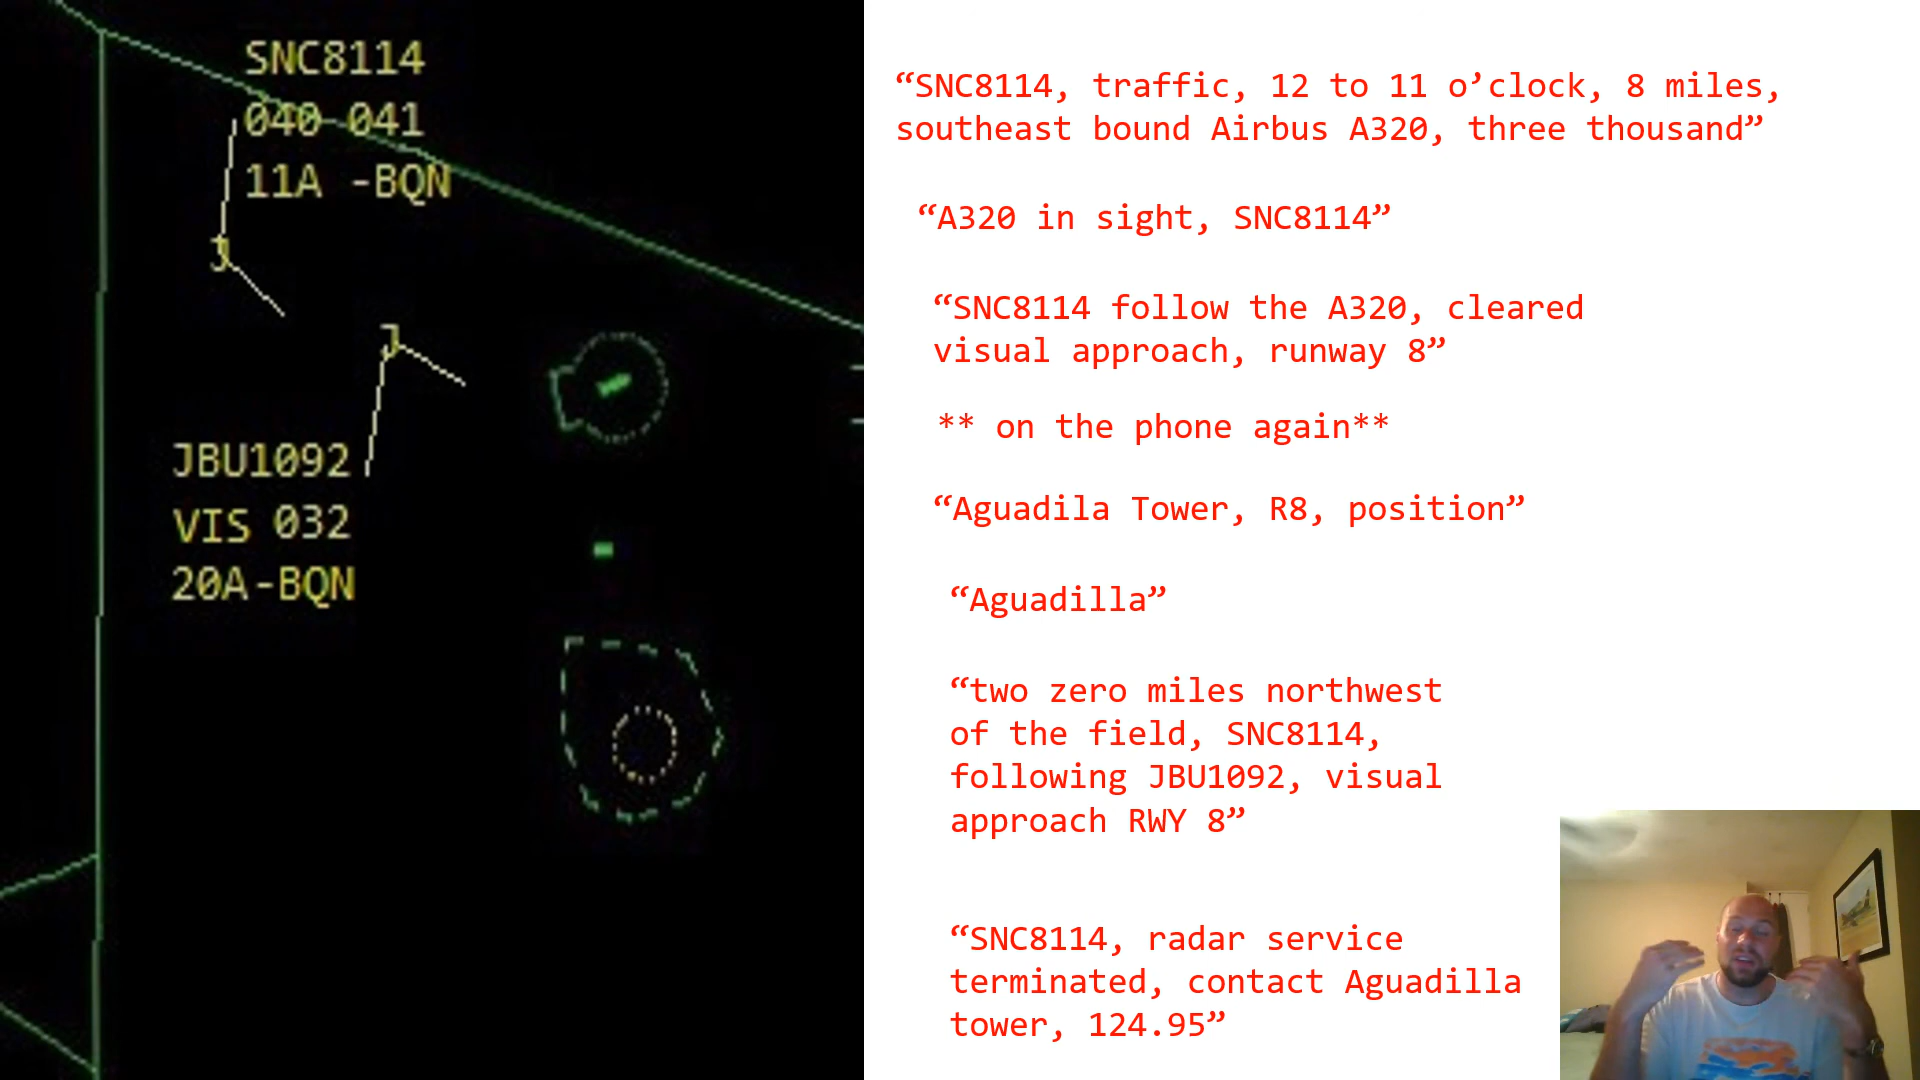 SNC8114
040 041
11A -BQN
J
J
JBU1092
VIS 032
20A-BQN
“SNC8114, traffic, 12 to 11 o’clock, 8 miles,
southeast bound Airbus A320, three thousand”
“A320 in sight, SNC8114”
“SNC8114 follow the A320, cleared
visual approach, runway 8”
** on the phone again**
“Aguadila Tower, R8, position”
“Aguadilla”
“two zero miles northwest
of the field, SNC8114,
following JBU1092, visual
approach RWY 8”
“SNC8114, radar service
terminated, contact Aguadilla
tower, 124.95”